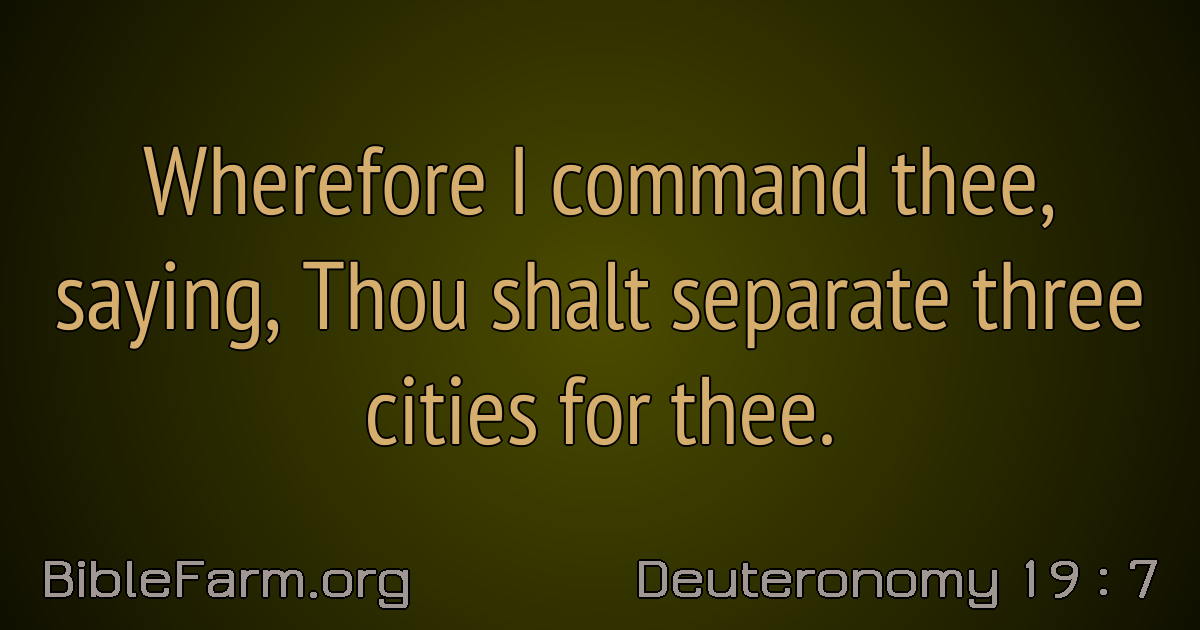 Wherefore I command thee,
saying, Thou shalt separate three
cities for thee.
BibleFarm.org
Deuteronomy 19 : 7